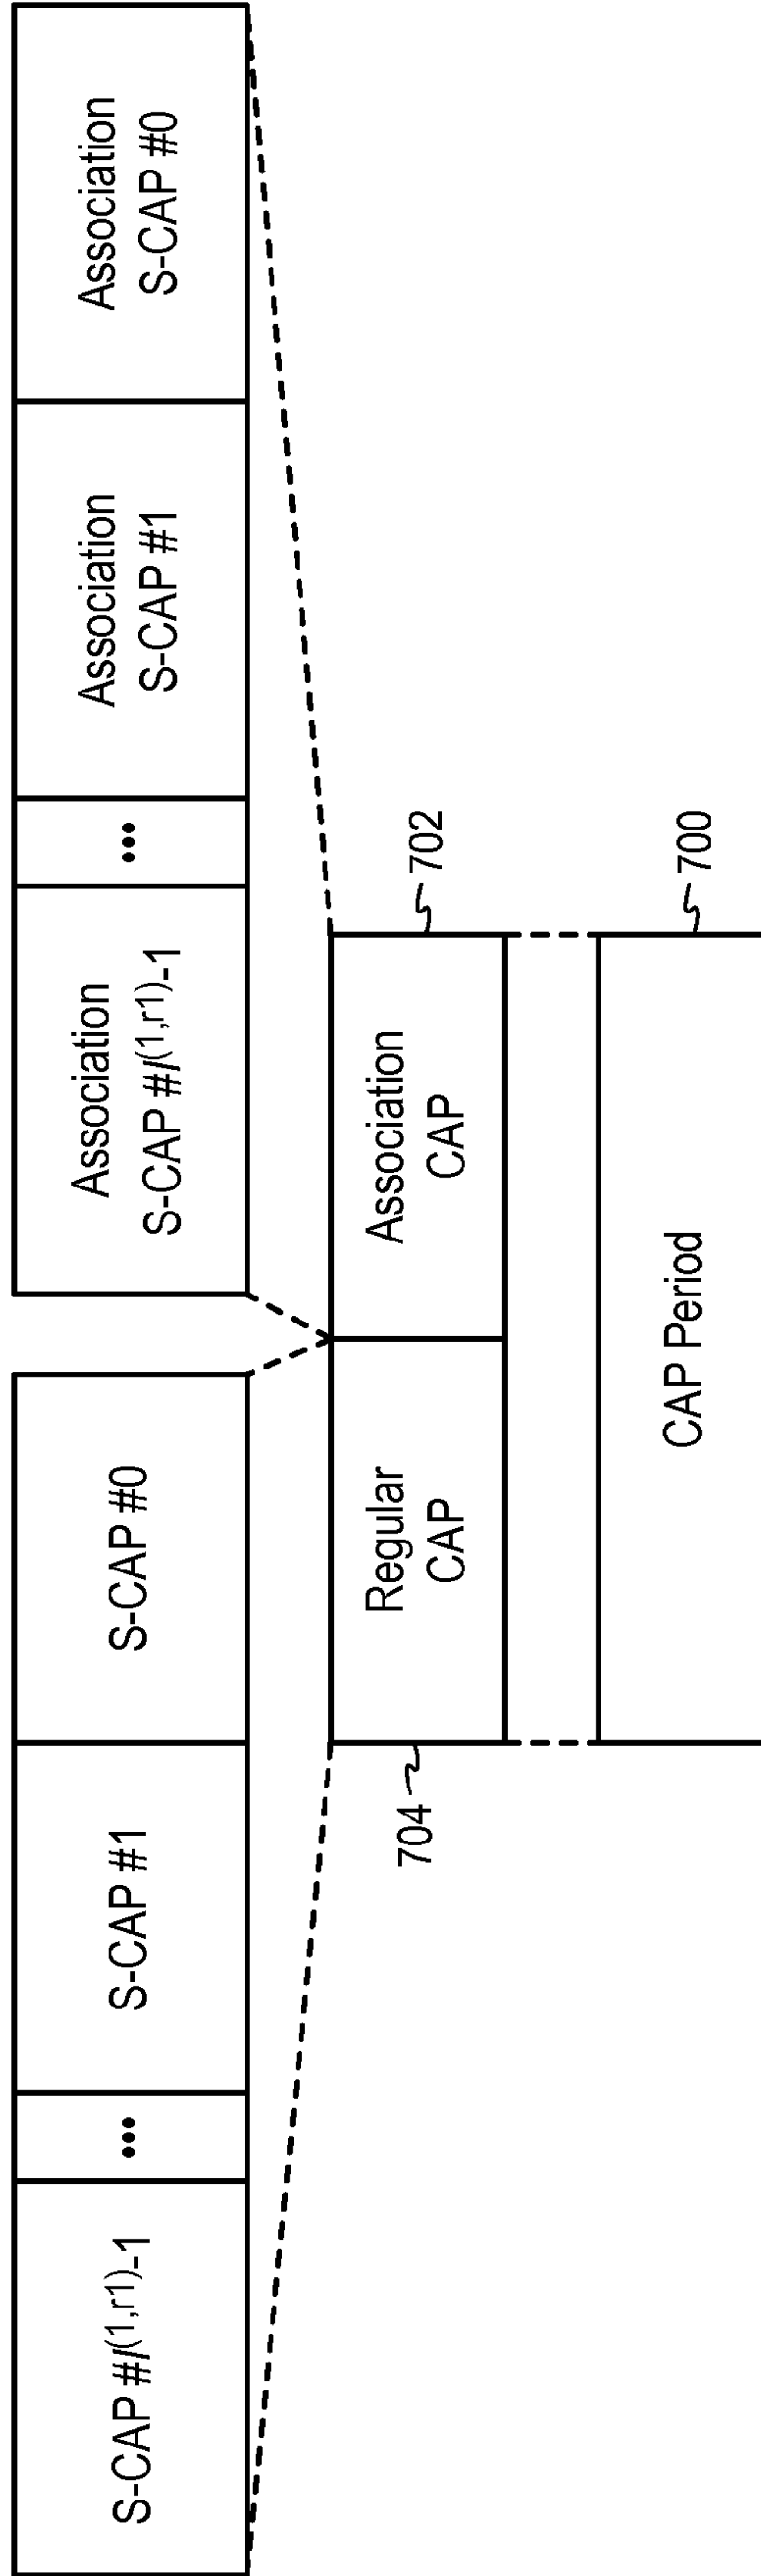 S-CAP #l^(1,r1)-1
•••
S-CAP #1
S-CAP #0
Association
S-CAP #l^(1,r1)-1
•••
Association
S-CAP #1
Association
S-CAP #0
704
Regular
CAP
Association
CAP
702
CAP Period
700